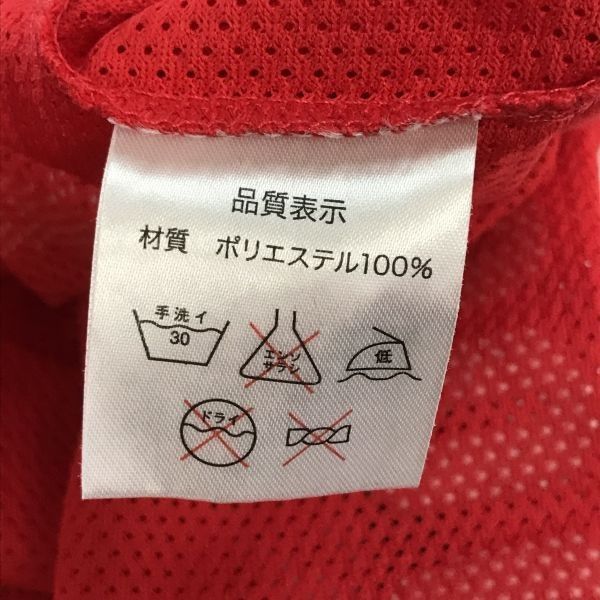 品質表示
材質 ポリエステル100%
手洗イ
30
エンソ
サラシ
低
ドライ